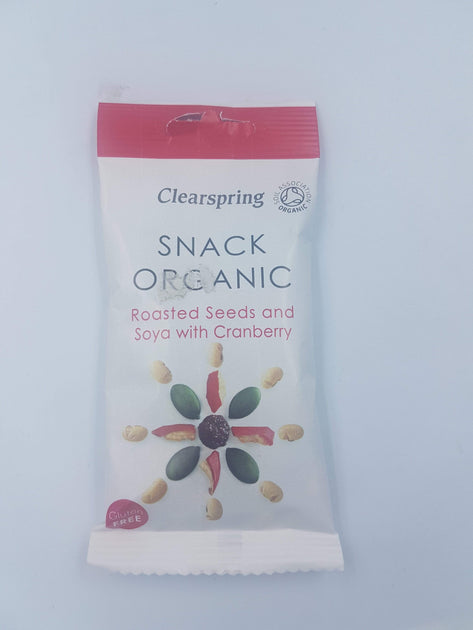 Clearspring
SOIL ASSOCIATION
ORGANIC
SNACK
ORGANIC
Roasted Seeds and
Soya with Cranberry
Gluten
FREE